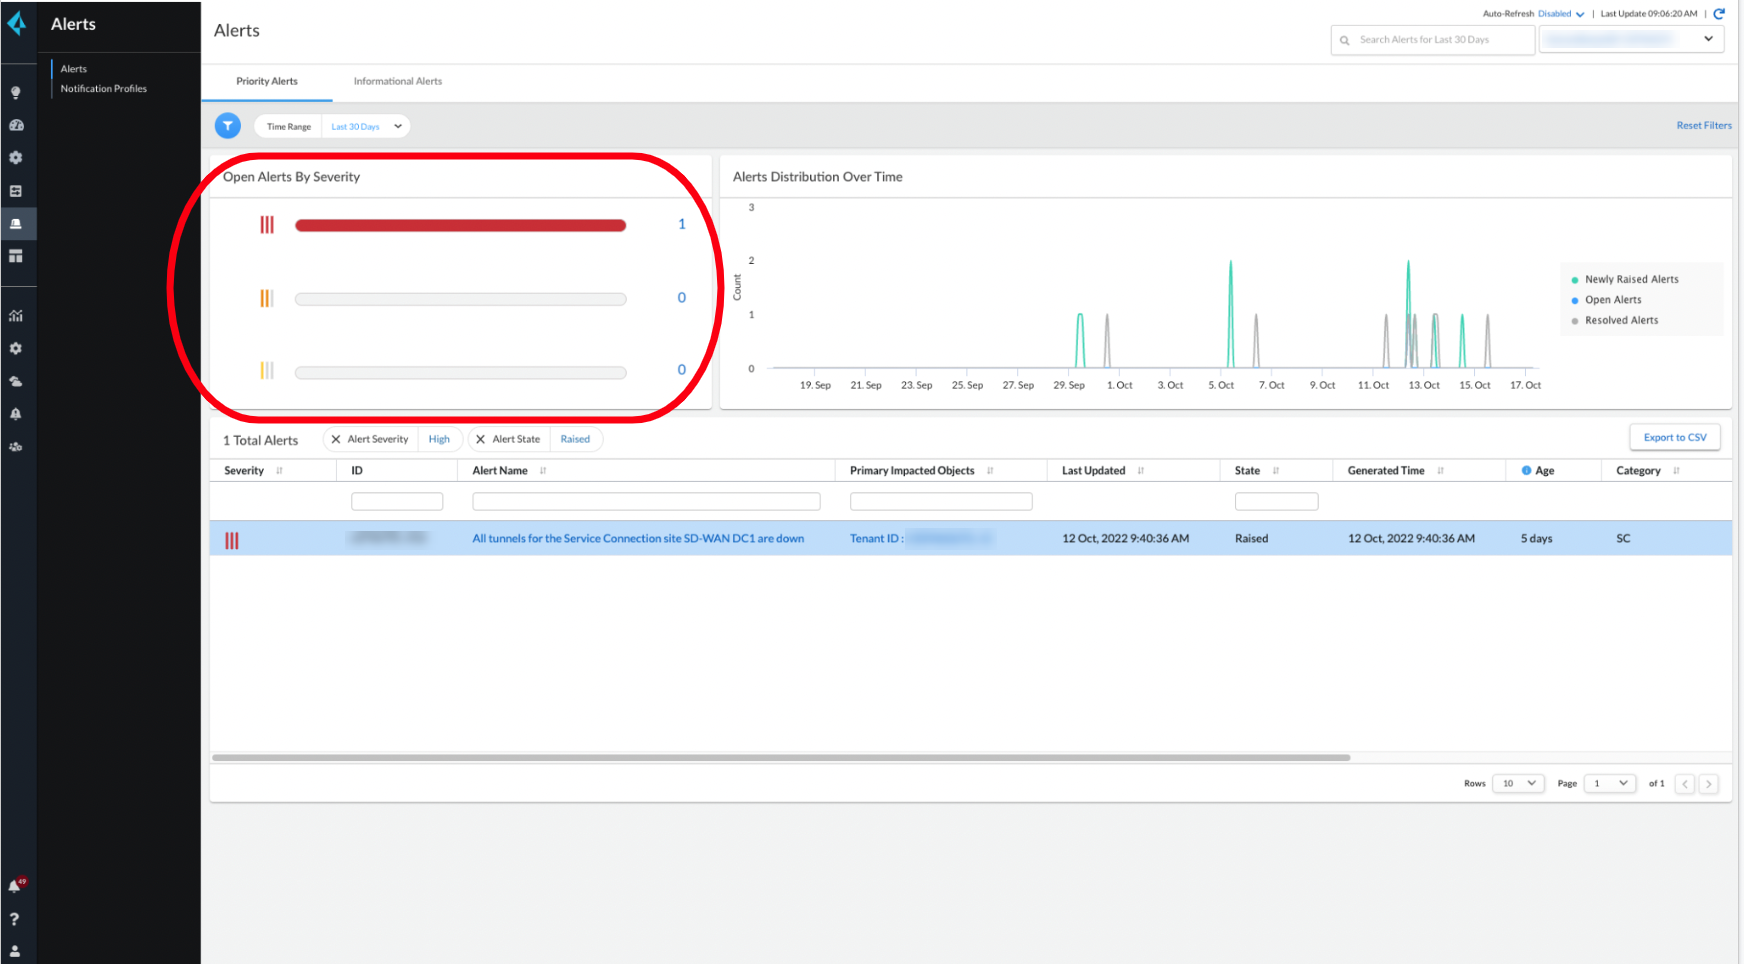 Alerts
Alerts
Notification Profiles
49
Alerts
Auto-Refresh Disabled | Last Update 09:06:20 AM |
Search Alerts for Last 30 Days
Priority Alerts Informational Alerts
Time Range Last 30 Days
Reset Filters
Open Alerts By Severity
1
0
0
Alerts Distribution Over Time
3
2
1
0
Count
19. Sep 21. Sep 23. Sep 25. Sep 27. Sep 29. Sep 1. Oct 3. Oct 5. Oct 7. Oct 9. Oct 11. Oct 13. Oct 15. Oct 17. Oct
Newly Raised Alerts
Open Alerts
Resolved Alerts
1 Total Alerts Alert Severity High Alert State Raised
Export to CSV
Severity ID Alert Name Primary Impacted Objects Last Updated State Generated Time Age Category
All tunnels for the Service Connection site SD-WAN DC1 are down Tenant ID : 12 Oct, 2022 9:40:36 AM Raised 12 Oct, 2022 9:40:36 AM 5 days SC
Rows 10 Page 1 of 1